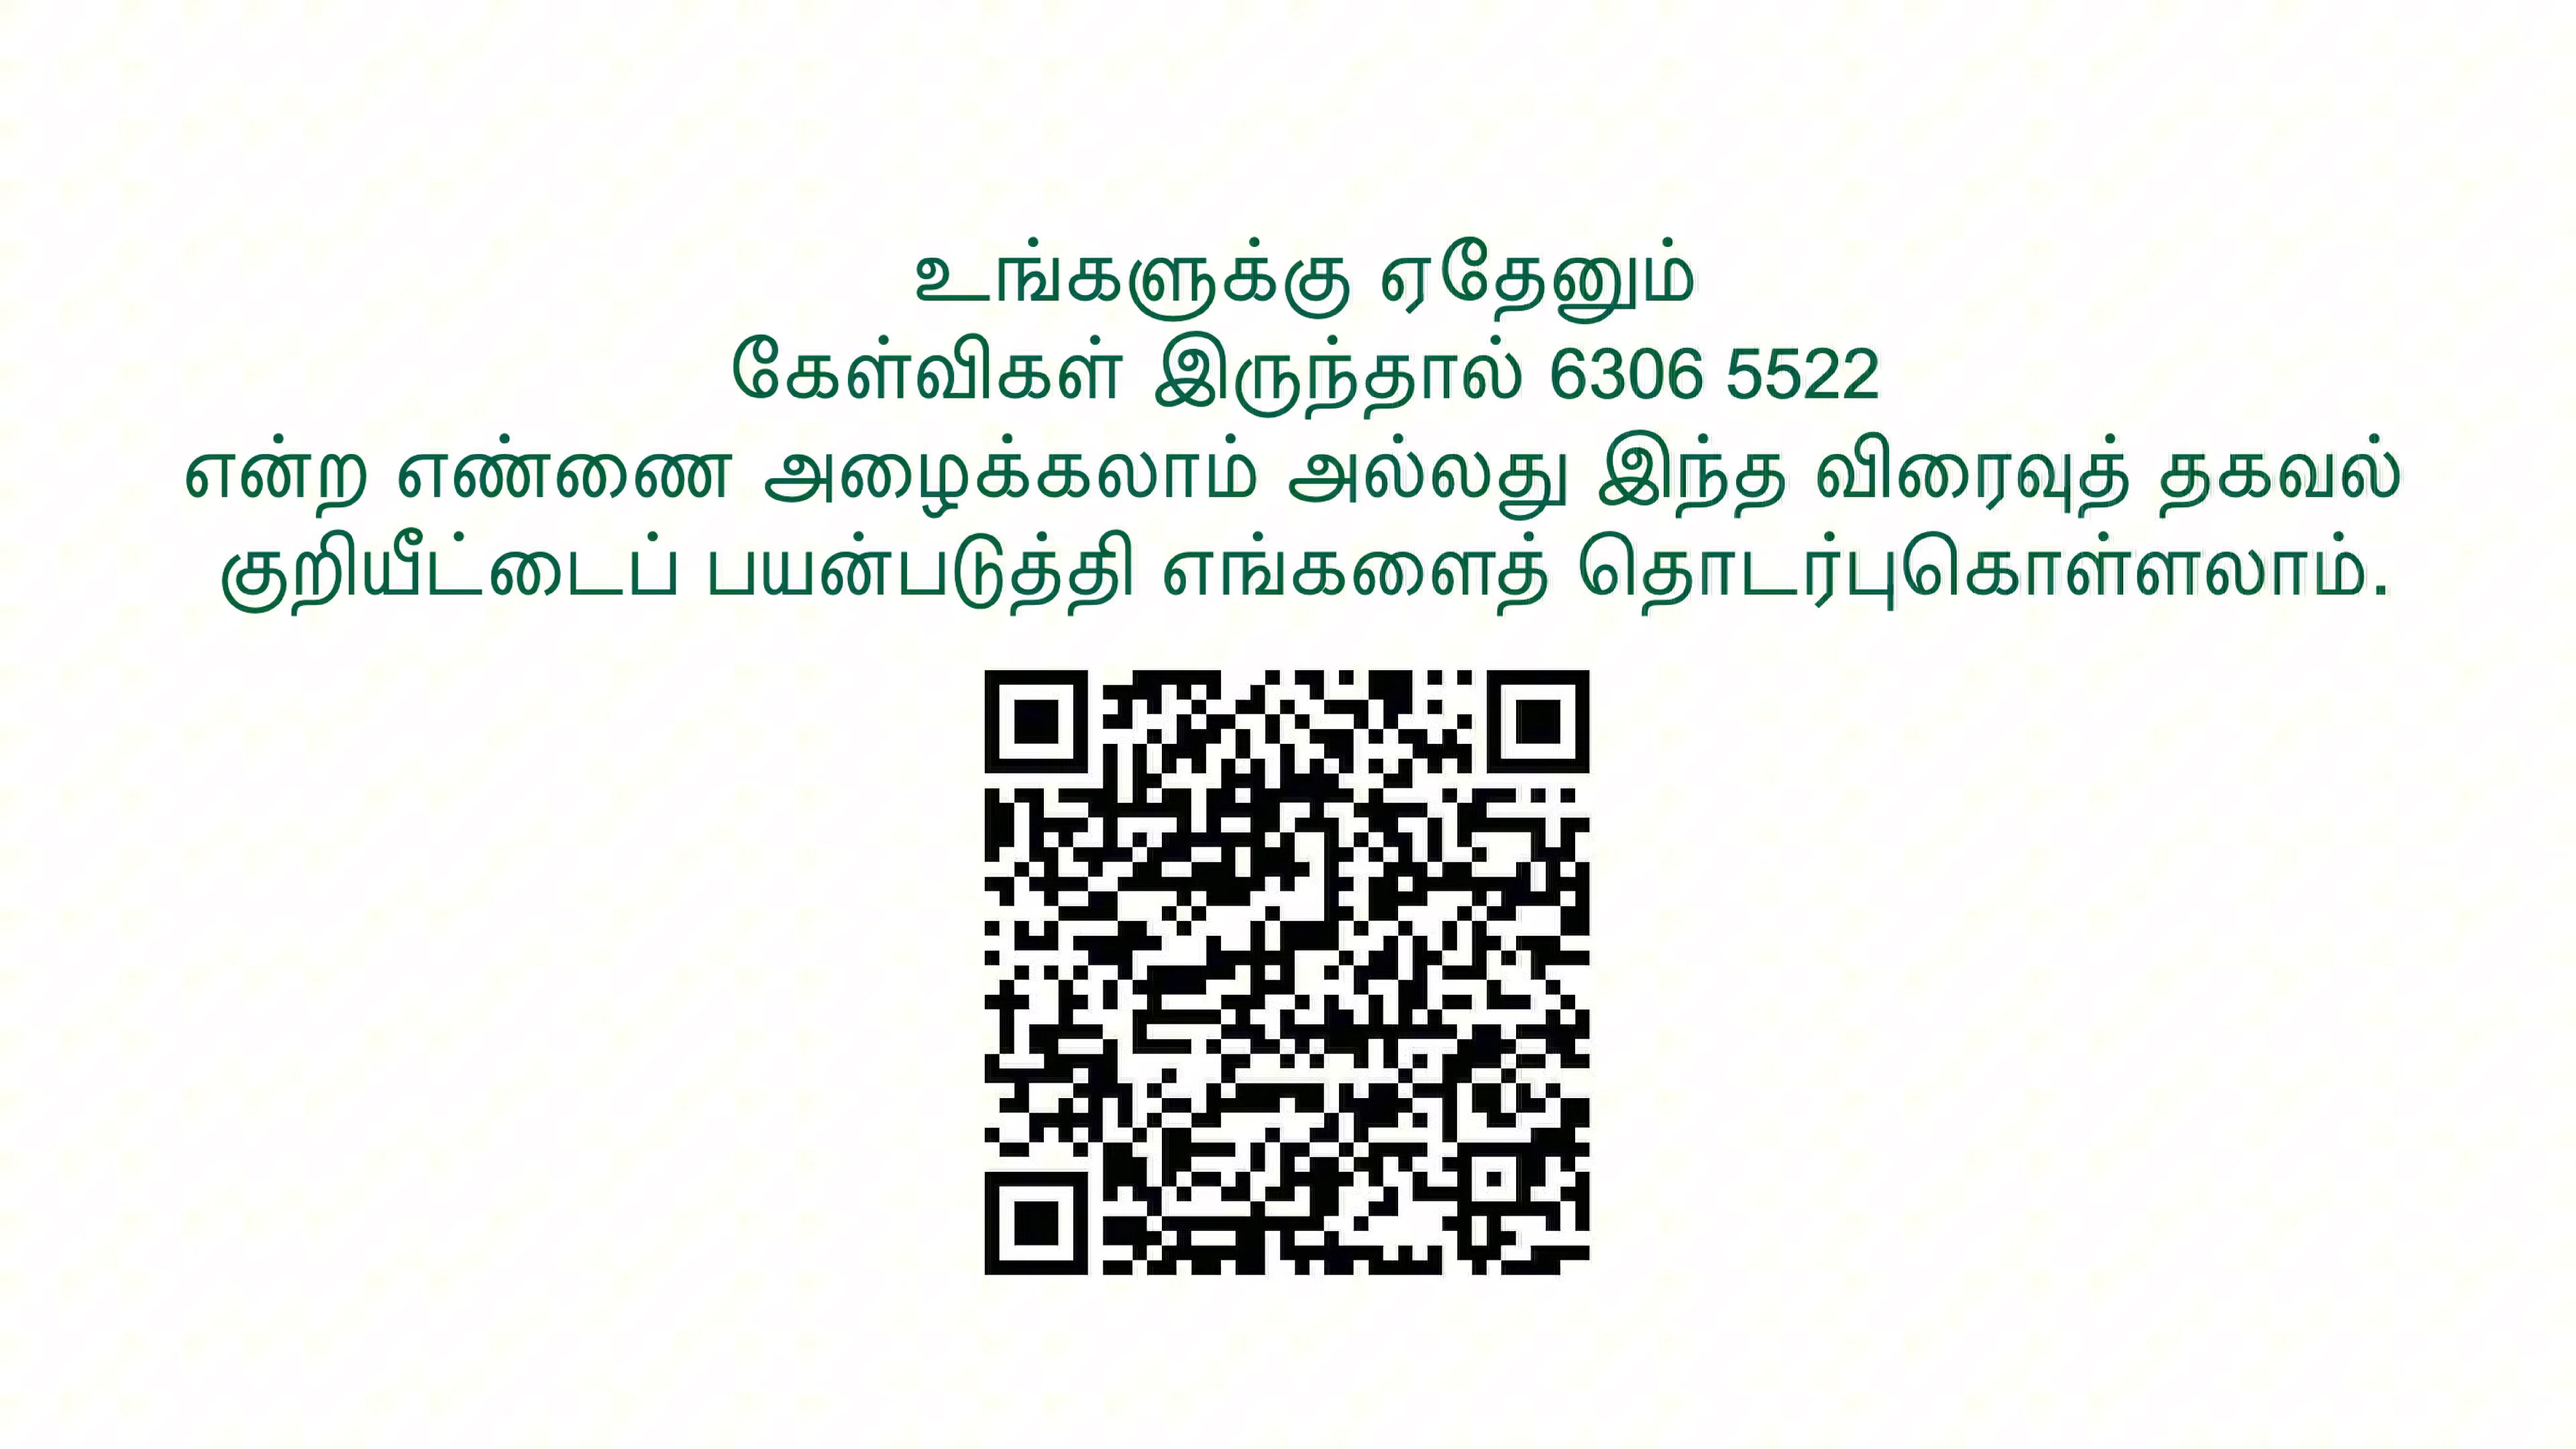 உங்களுக்கு ஏதேனும்
கேள்விகள் இருந்தால் 6306 5522
என்ற எண்ணை அழைக்கலாம் அல்லது இந்த விரைவுத் தகவல்
குறியீட்டைப் பயன்படுத்தி எங்களைத் தொடர்புகொள்ளலாம்.